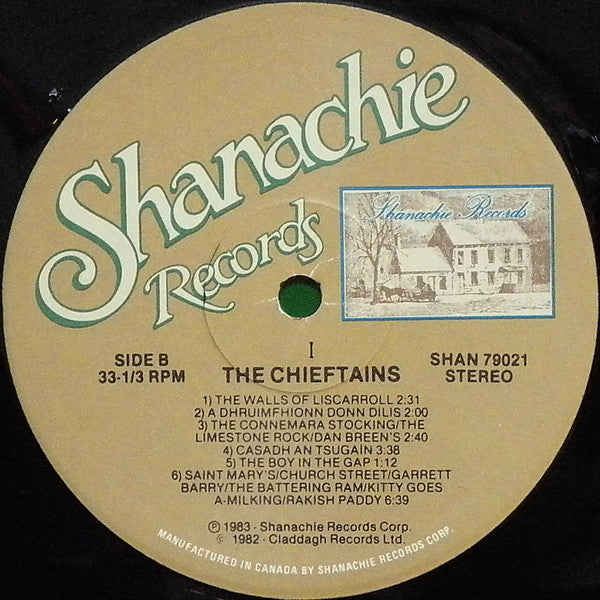 Shanachie
Records
Shanachie Records
I
SIDE B
33-1/3 RPM
THE CHIEFTAINS
SHAN 79021
STEREO
1) THE WALLS OF LISCARROLL 2:31
2) A DHRUIMFHIONN DONN DILIS 2:00
3) THE CONNEMARA STOCKING/THE
LIMESTONE ROCK/DAN BREEN'S 2:40
4) CASADH AN TSUGAÍN 3:38
5) THE BOY IN THE GAP 1:12
6) SAINT MARY'S/CHURCH STREET/GARRETT
BARRY/THE BATTERING RAM/KITTY GOES
A-MILKING/RAKISH PADDY 6:39
℗ 1983 - Shanachie Records Corp.
© 1982 - Claddagh Records Ltd.
MANUFACTURED IN CANADA BY SHANACHIE RECORDS CORP.